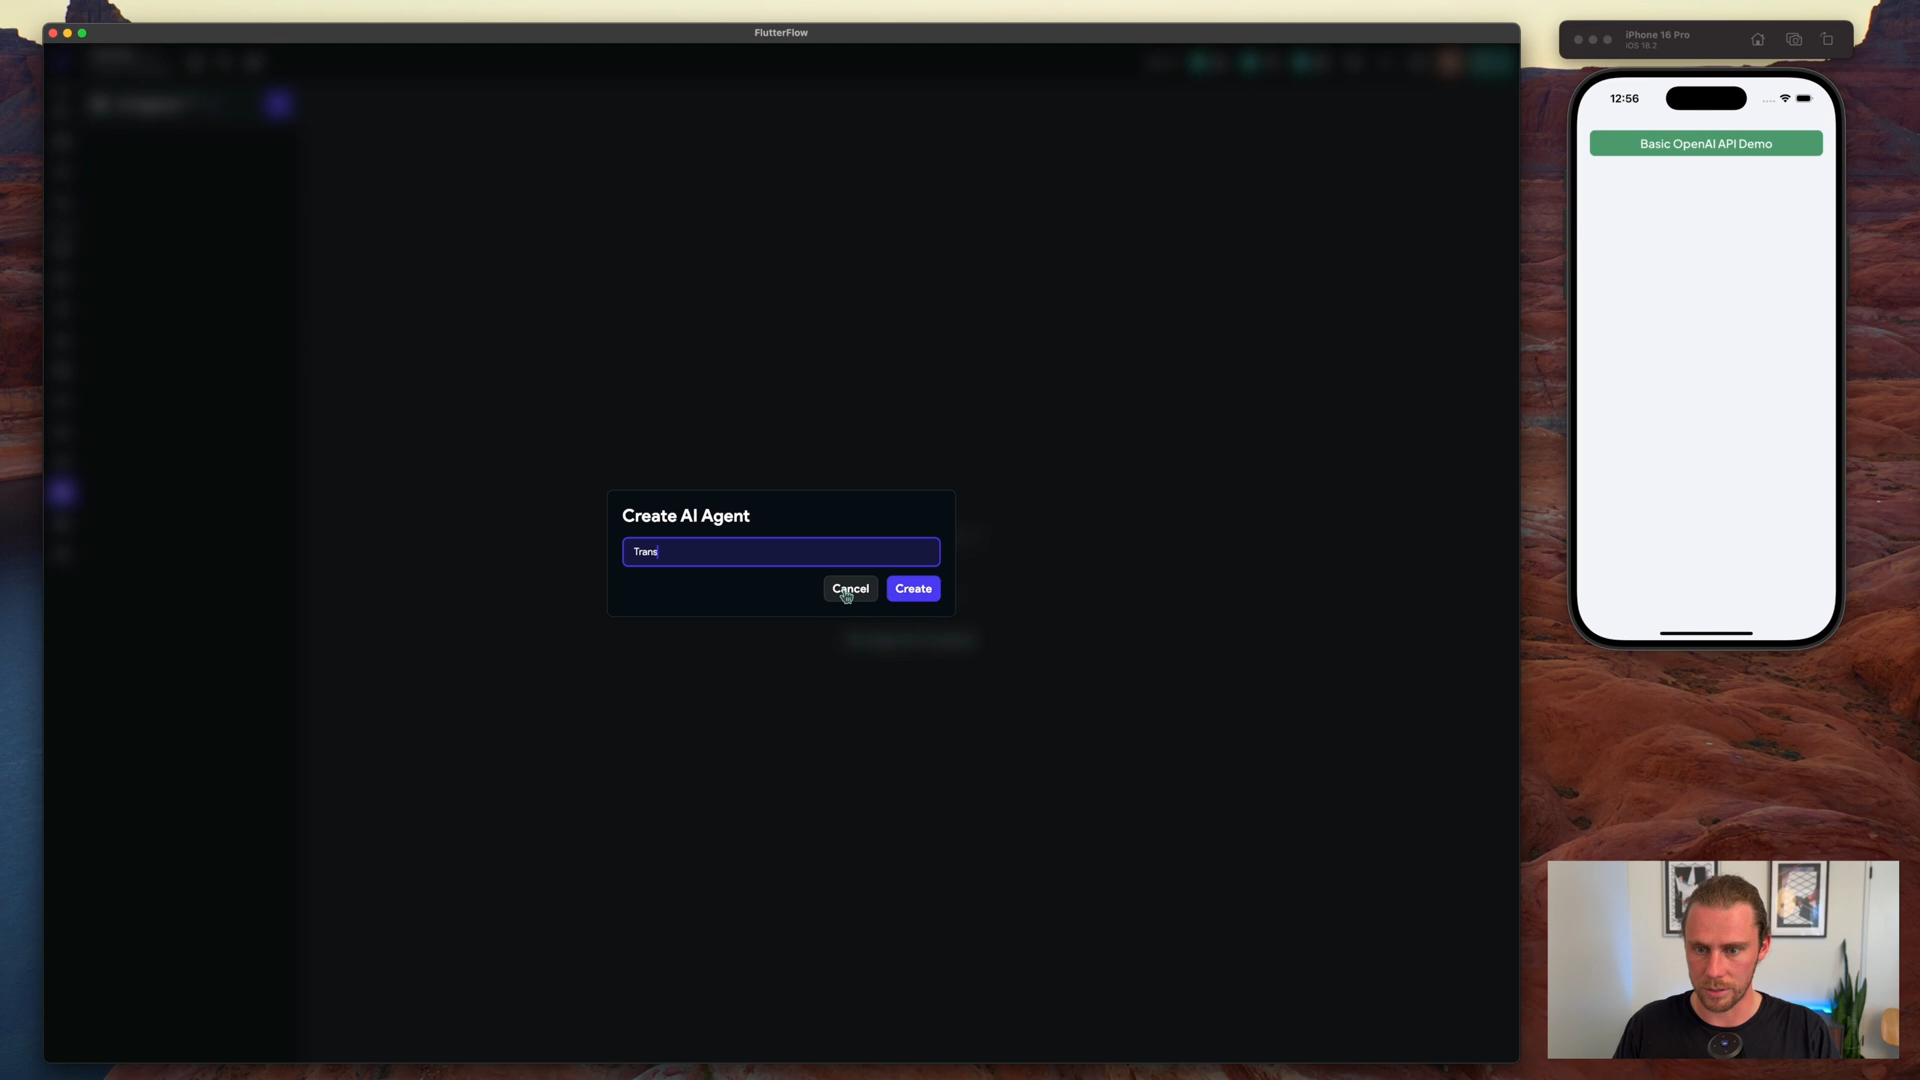 FlutterFlow
iPhone 16 Pro
iOS 18.2
12:56
Basic OpenAI API Demo
Create AI Agent
Trans
Cancel
Create